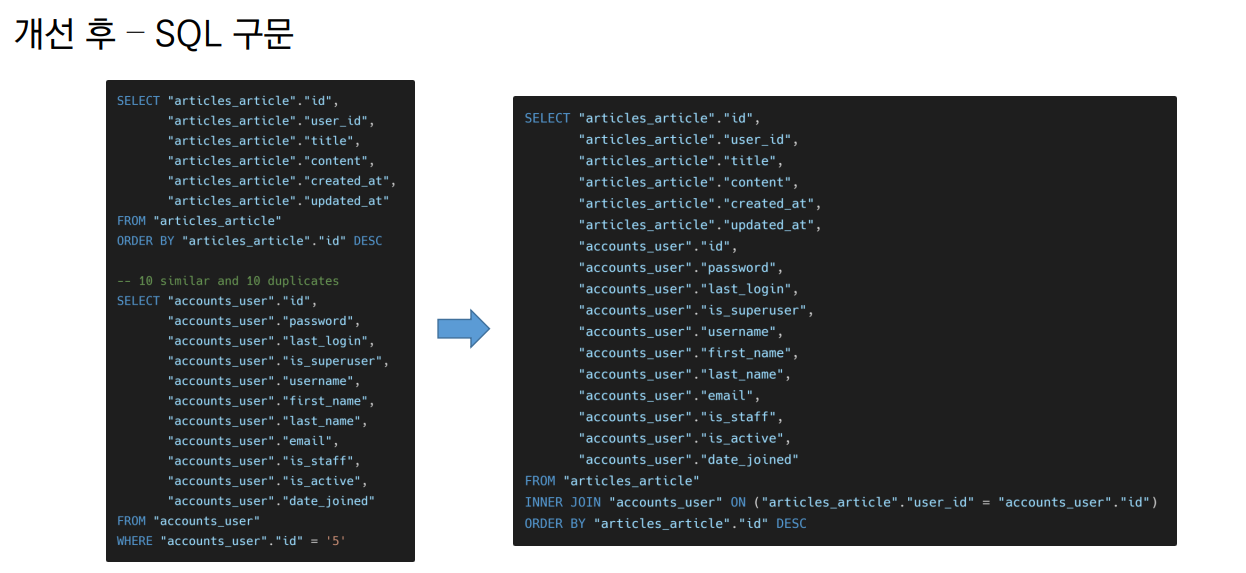 개선 후 – SQL 구문
SELECT "articles_article"."id",
"articles_article"."user_id",
"articles_article"."title",
"articles_article"."content",
"articles_article"."created_at",
"articles_article"."updated_at"
FROM "articles_article"
ORDER BY "articles_article"."id" DESC
-- 10 similar and 10 duplicates
SELECT "accounts_user"."id",
"accounts_user"."password",
"accounts_user"."last_login",
"accounts_user"."is_superuser",
"accounts_user"."username",
"accounts_user"."first_name",
"accounts_user"."last_name",
"accounts_user"."email",
"accounts_user"."is_staff",
"accounts_user"."is_active",
"accounts_user"."date_joined"
FROM "accounts_user"
WHERE "accounts_user"."id" = '5'
SELECT "articles_article"."id",
"articles_article"."user_id",
"articles_article"."title",
"articles_article"."content",
"articles_article"."created_at",
"articles_article"."updated_at",
"accounts_user"."id",
"accounts_user"."password",
"accounts_user"."last_login",
"accounts_user"."is_superuser",
"accounts_user"."username",
"accounts_user"."first_name",
"accounts_user"."last_name",
"accounts_user"."email",
"accounts_user"."is_staff",
"accounts_user"."is_active",
"accounts_user"."date_joined"
FROM "articles_article"
INNER JOIN "accounts_user" ON ("articles_article"."user_id" = "accounts_user"."id")
ORDER BY "articles_article"."id" DESC